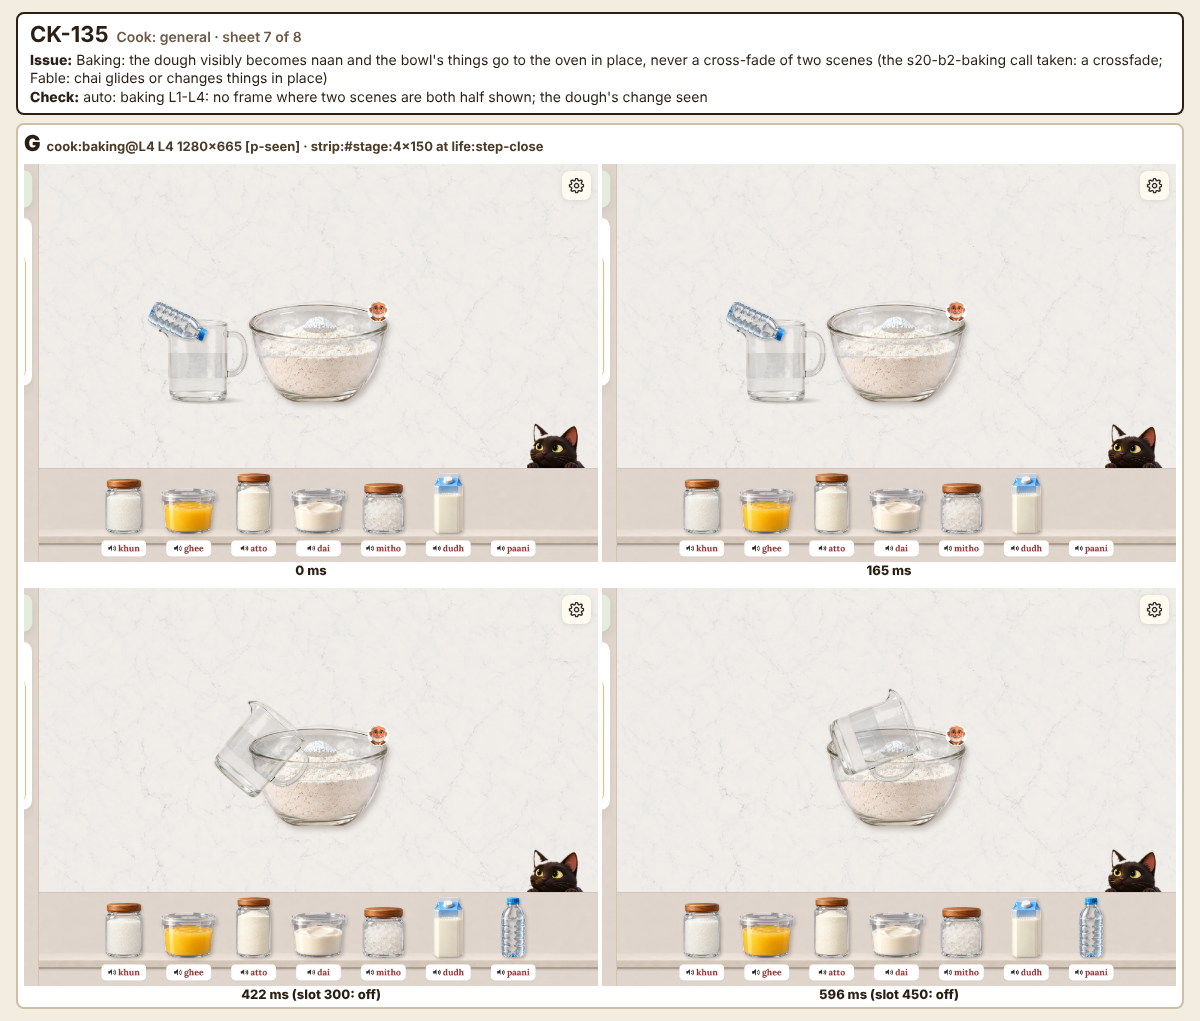 CK-135 Cook: general · sheet 7 of 8
Issue: Baking: the dough visibly becomes naan and the bowl's things go to the oven in place, never a cross-fade of two scenes (the s20-b2-baking call taken: a crossfade;
Fable: chai glides or changes things in place)
Check: auto: baking L1-L4: no frame where two scenes are both half shown; the dough's change seen
G cook:baking@L4 L4 1280×665 [p-seen] · strip:#stage:4×150 at life:step-close
khun ghee atto dai mitho dudh paani
khun ghee atto dai mitho dudh paani
0 ms
165 ms
khun ghee atto dai mitho dudh paani
khun ghee atto dai mitho dudh paani
422 ms (slot 300: off)
596 ms (slot 450: off)